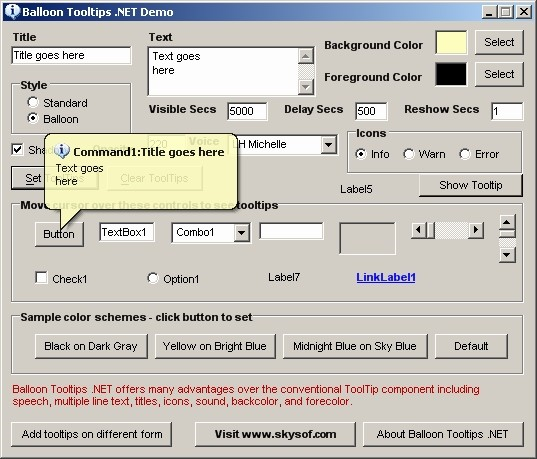 Balloon Tooltips .NET Demo
Title
Text
Title goes here
Text goes
here
Background Color
Select
Foreground Color
Select
Style
Standard
Balloon
Visible Secs
5000
Delay Secs
500
Reshow Secs
1
Voice
LH Michelle
Icons
Info
Warn
Error
Command1:Title goes here
Text goes
here
Label5
Show Tooltip
Move cursor over these controls to see tooltips
Button
TextBox1
Combo1
Check1
Option1
Label7
LinkLabel1
Sample color schemes - click button to set
Black on Dark Gray
Yellow on Bright Blue
Midnight Blue on Sky Blue
Default
Balloon Tooltips .NET offers many advantages over the conventional ToolTip component including
speech, multiple line text, titles, icons, sound, backcolor, and forecolor.
Add tooltips on different form
Visit www.skysof.com
About Balloon Tooltips .NET